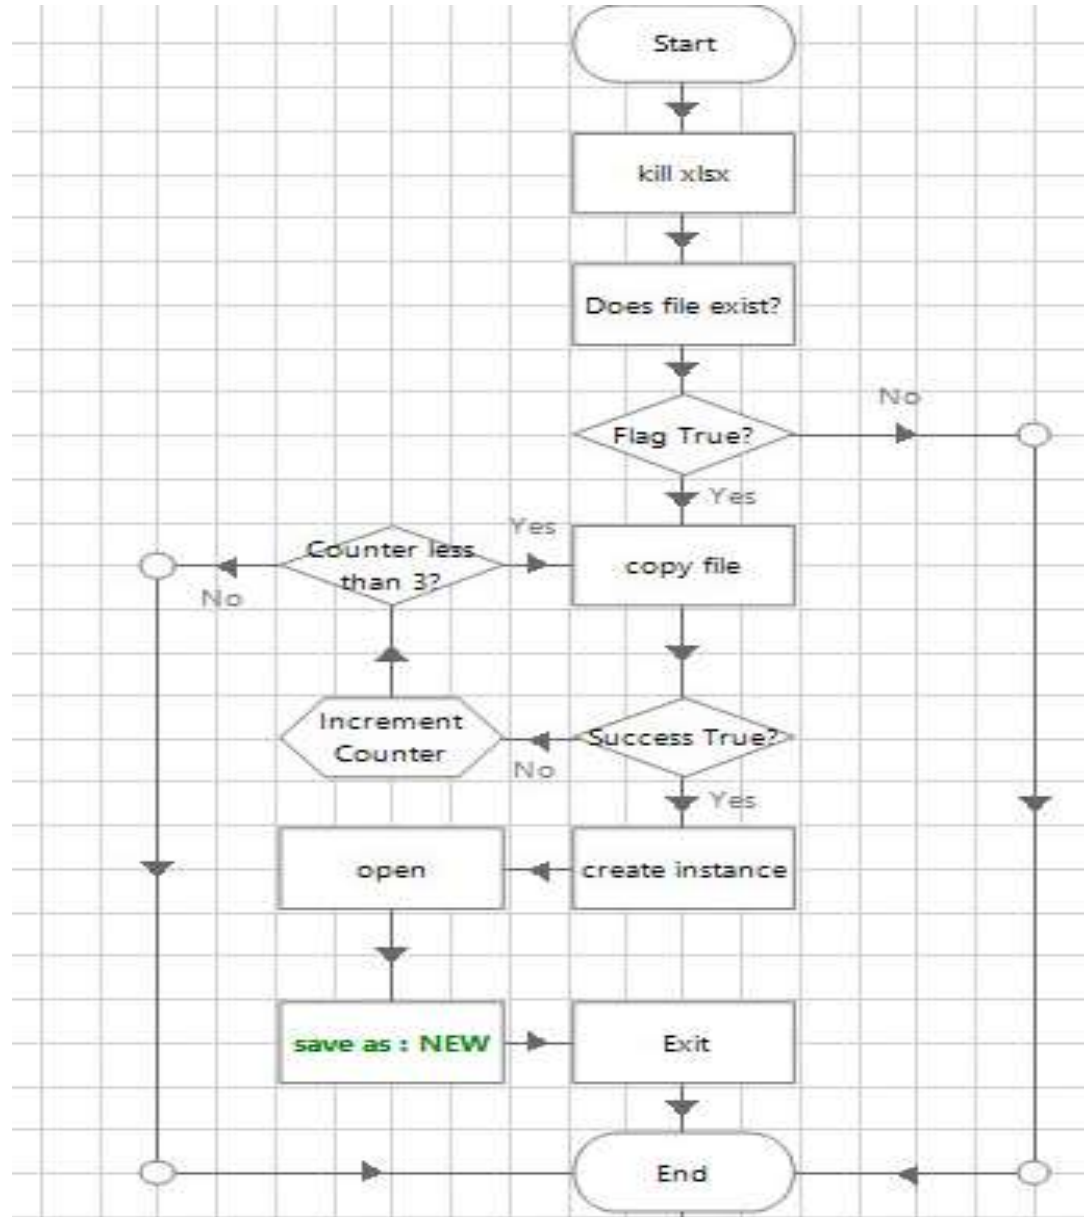 Start
kill xlsx
Does file exist?
Flag True?
No
Yes
Counter less
than 3?
Yes
No
copy file
Increment
Counter
Success True?
No
Yes
open
create instance
save as : NEW
Exit
End